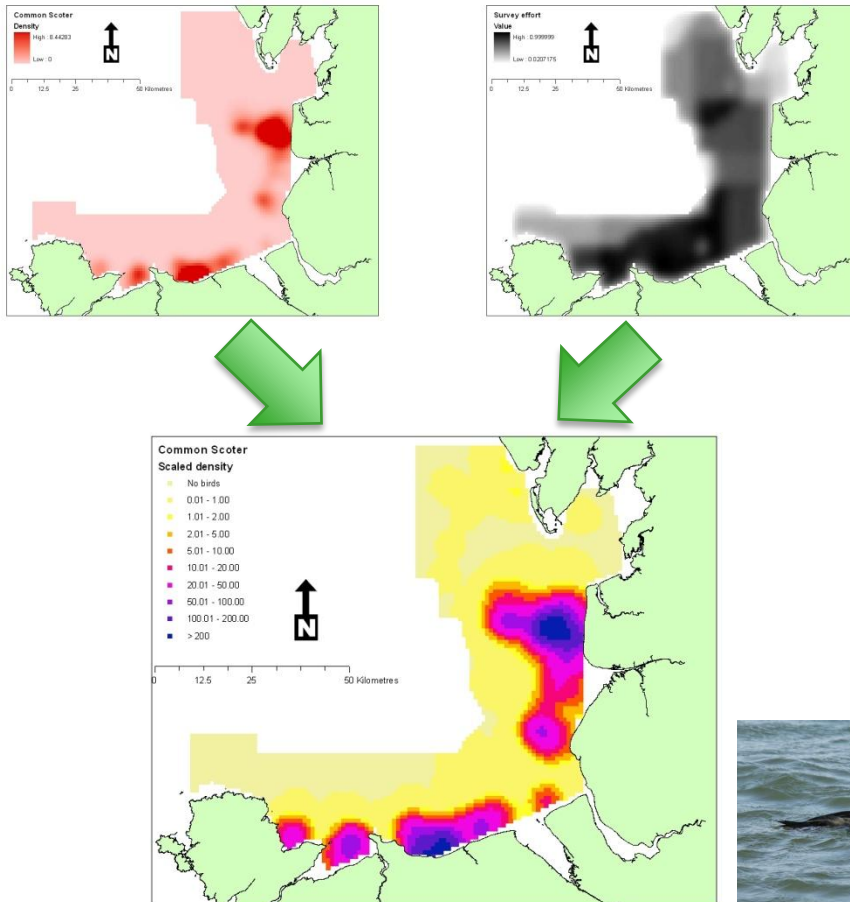 Common Scoter
Density
High : 8.44283
Low : 0
N
0 12.5 25 50 Kilometres
Survey effort
Value
High : 0.999999
Low : 0.0207175
N
0 12.5 25 50 Kilometres
Common Scoter
Scaled density
No birds
0.01 - 1.00
1.01 - 2.00
2.01 - 5.00
5.01 - 10.00
10.01 - 20.00
20.01 - 50.00
50.01 - 100.00
100.01 - 200.00
> 200
N
0 12.5 25 50 Kilometres